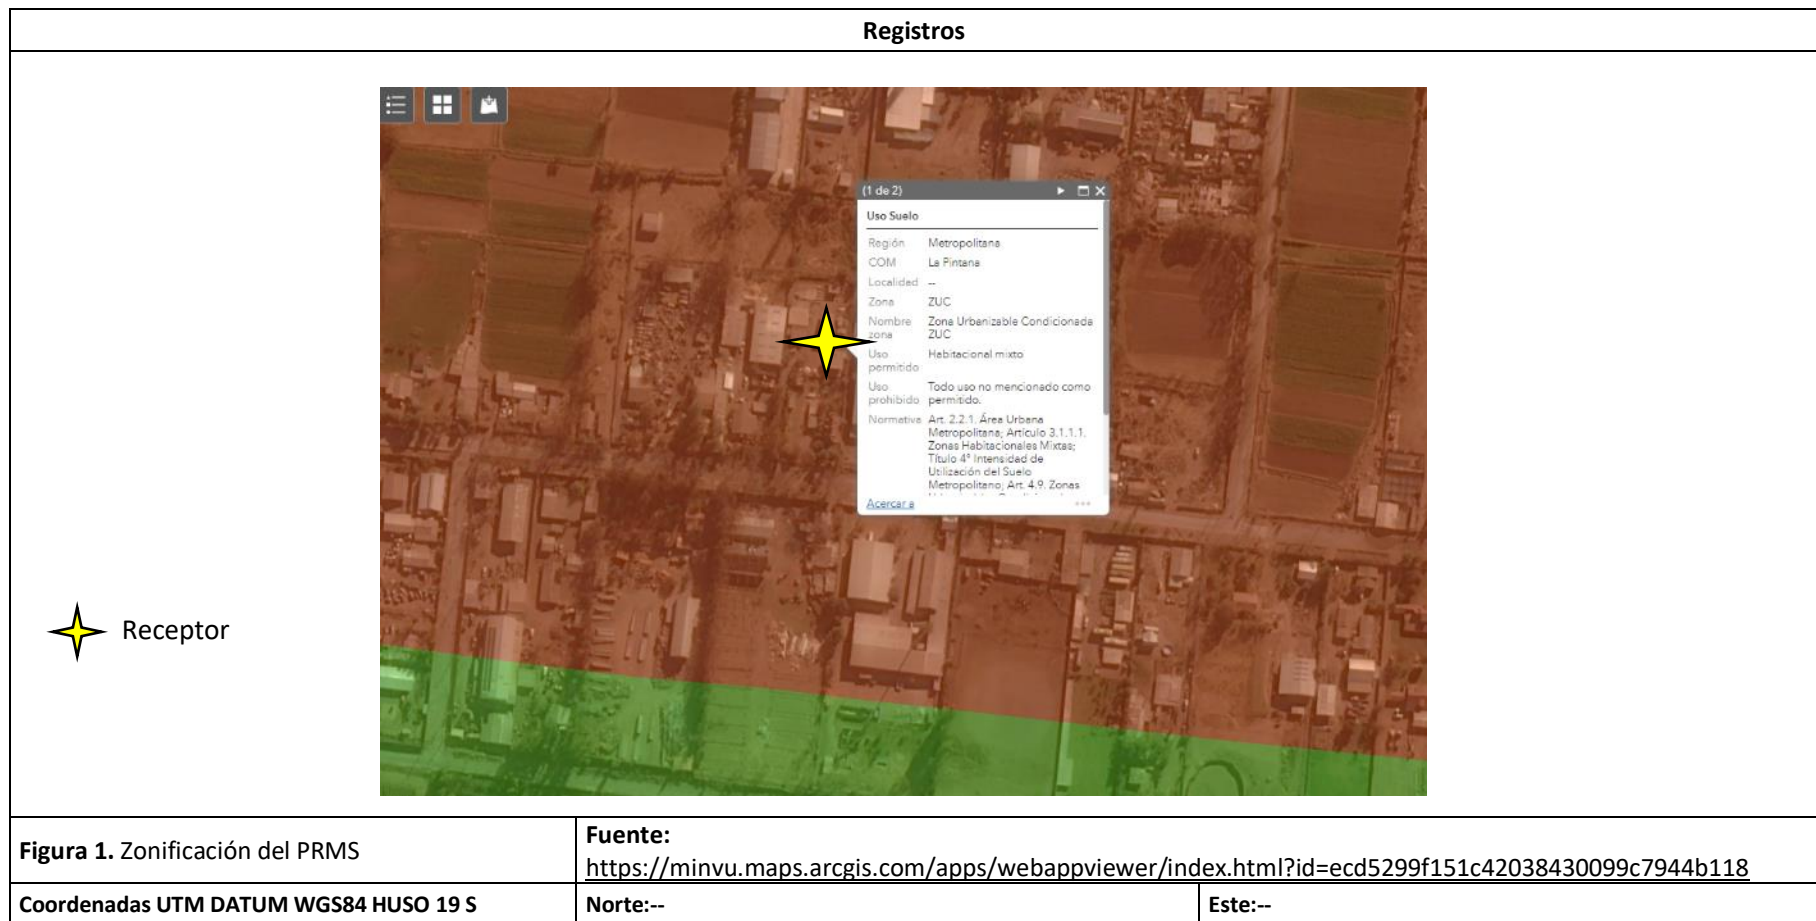 Registros
(1 de 2)
Uso Suelo
Región Metropolitana
COM La Pintana
Localidad --
Zona ZUC
Nombre zona Zona Urbanizable Condicionada
ZUC
Uso permitido Habitacional mixto
Uso prohibido Todo uso no mencionado como
permitido.
Normativa Art. 2.2.1. Área Urbana
Metropolitana; Artículo 3.1.1.1.
Zonas Habitacionales Mixtas;
Título 4° Intensidad de
Utilización del Suelo
Metropolitano; Art. 4.9. Zonas
Acercar a
Receptor
Figura 1. Zonificación del PRMS
Fuente:
https://minvu.maps.arcgis.com/apps/webappviewer/index.html?id=ecd5299f151c42038430099c7944b118
Coordenadas UTM DATUM WGS84 HUSO 19 S
Norte:--
Este:--